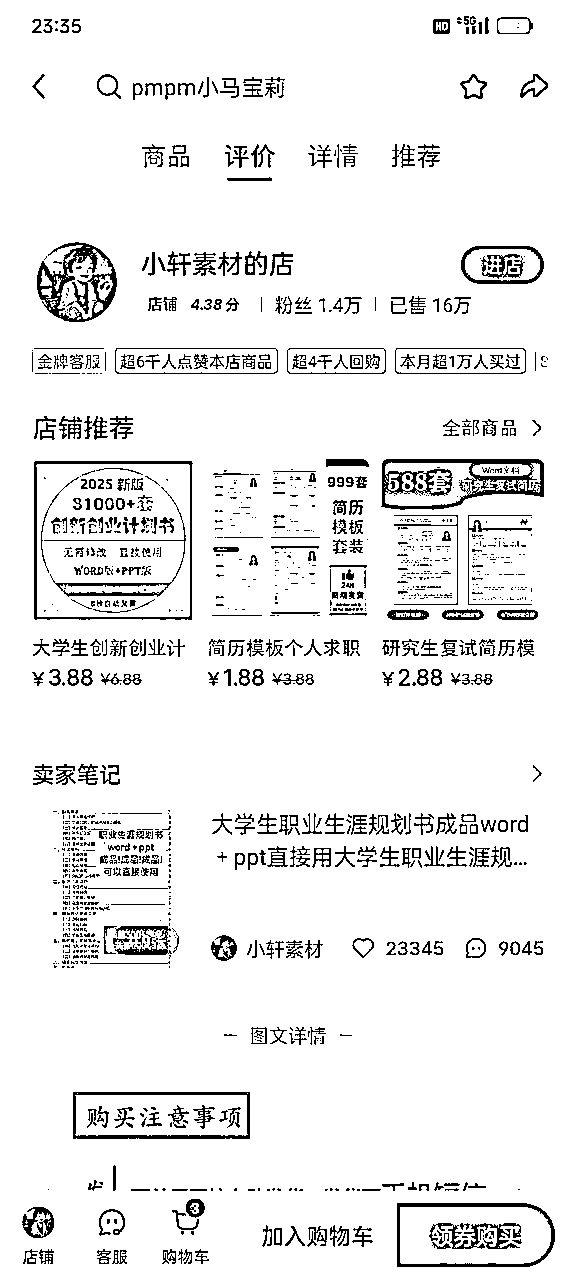 23:35
HD 5G
pmpm小马宝莉
商品 评价 详情 推荐
小轩素材的店
进店
店铺 4.38分 | 粉丝 1.4万 | 已售 16万
金牌客服 超6千人点赞本店商品 超4千人回购 本月超1万人买过
店铺推荐
全部商品
2025 新版
31000+套
创新创业计划书
无需修改 直接使用
WORD版+PPT版
999套
简历
模板
套装
24H
588套
Word文档
研究生复试简历
大学生创新创业计
¥3.88 ¥6.88
简历模板个人求职
¥1.88 ¥3.88
研究生复试简历模
¥2.88 ¥3.88
卖家笔记
职业生涯规划书
word+ppt
成品!成品!成品!
可以直接使用
大学生职业生涯规划书成品word
+ppt直接用大学生职业生涯规...
小轩素材
23345
9045
– 图文详情 –
购买注意事项
3
店铺
客服
购物车
加入购物车
领券购买